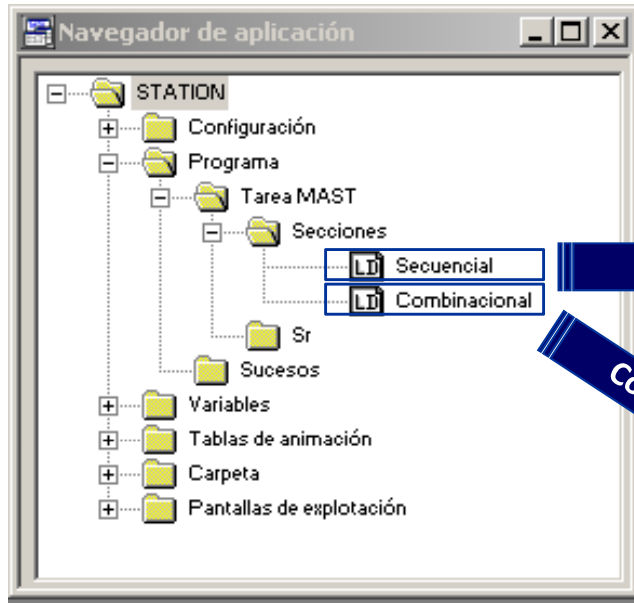 Navegador de aplicación
STATION
Configuración
Programa
Tarea MAST
Secciones
LD Secuencial
LD Combinacional
Sr
Sucesos
Variables
Tablas de animación
Carpeta
Pantallas de explotación